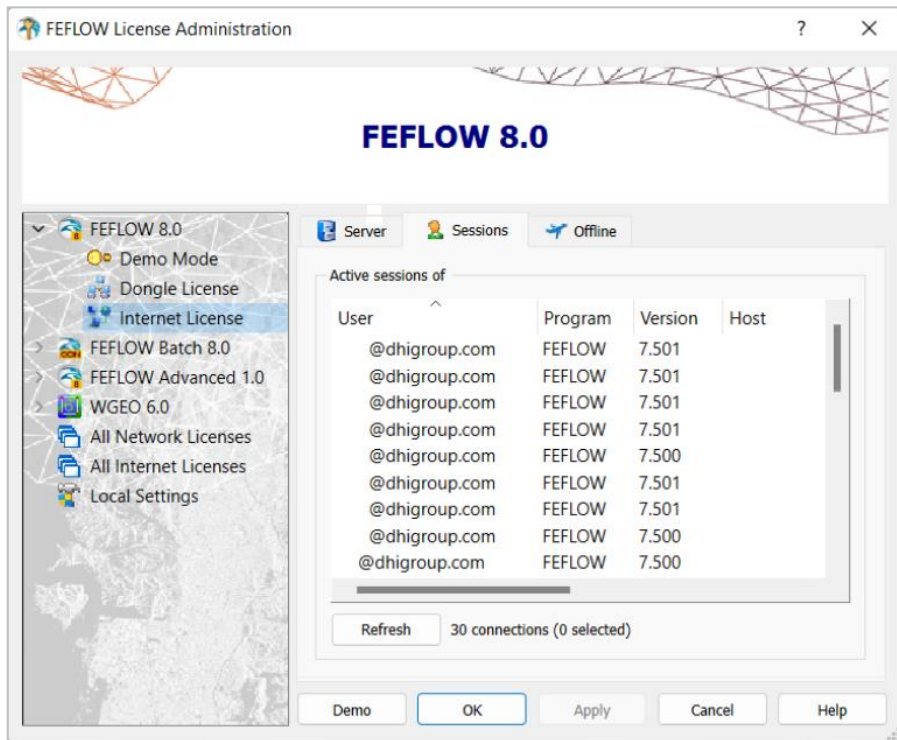 FEFLOW License Administration
?
FEFLOW 8.0
FEFLOW 8.0
Demo Mode
Dongle License
Internet License
FEFLOW Batch 8.0
FEFLOW Advanced 1.0
WGEO 6.0
All Network Licenses
All Internet Licenses
Local Settings
Server Sessions Offline
Active sessions of
User Program Version Host
@dhigroup.com FEFLOW 7.501
@dhigroup.com FEFLOW 7.501
@dhigroup.com FEFLOW 7.501
@dhigroup.com FEFLOW 7.501
@dhigroup.com FEFLOW 7.500
@dhigroup.com FEFLOW 7.501
@dhigroup.com FEFLOW 7.501
@dhigroup.com FEFLOW 7.500
@dhigroup.com FEFLOW 7.500
Refresh 30 connections (0 selected)
Demo OK Apply Cancel Help